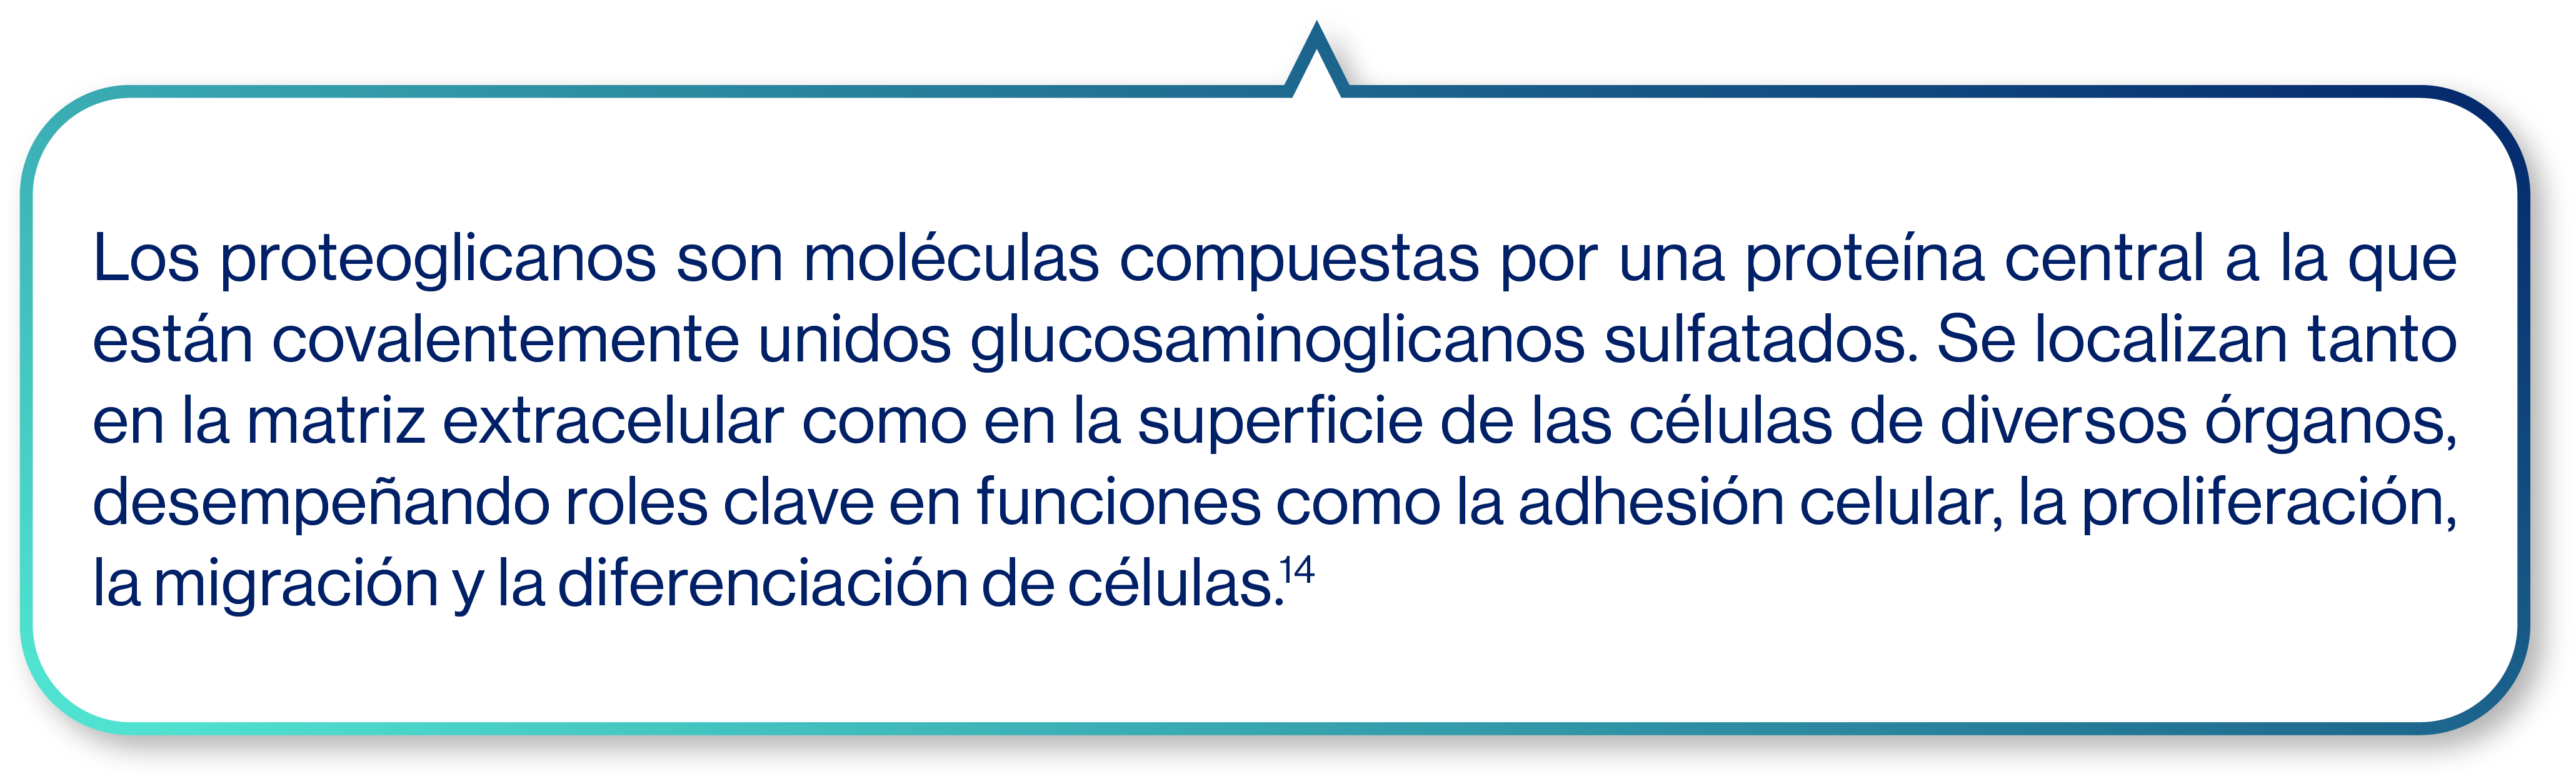 Los proteoglicanos son moléculas compuestas por una proteína central a la que
están covalentemente unidos glucosaminoglicanos sulfatados. Se localizan tanto
en la matriz extracelular como en la superficie de las células de diversos órganos,
desempeñando roles clave en funciones como la adhesión celular, la proliferación,
la migración y la diferenciación de células.¹⁴